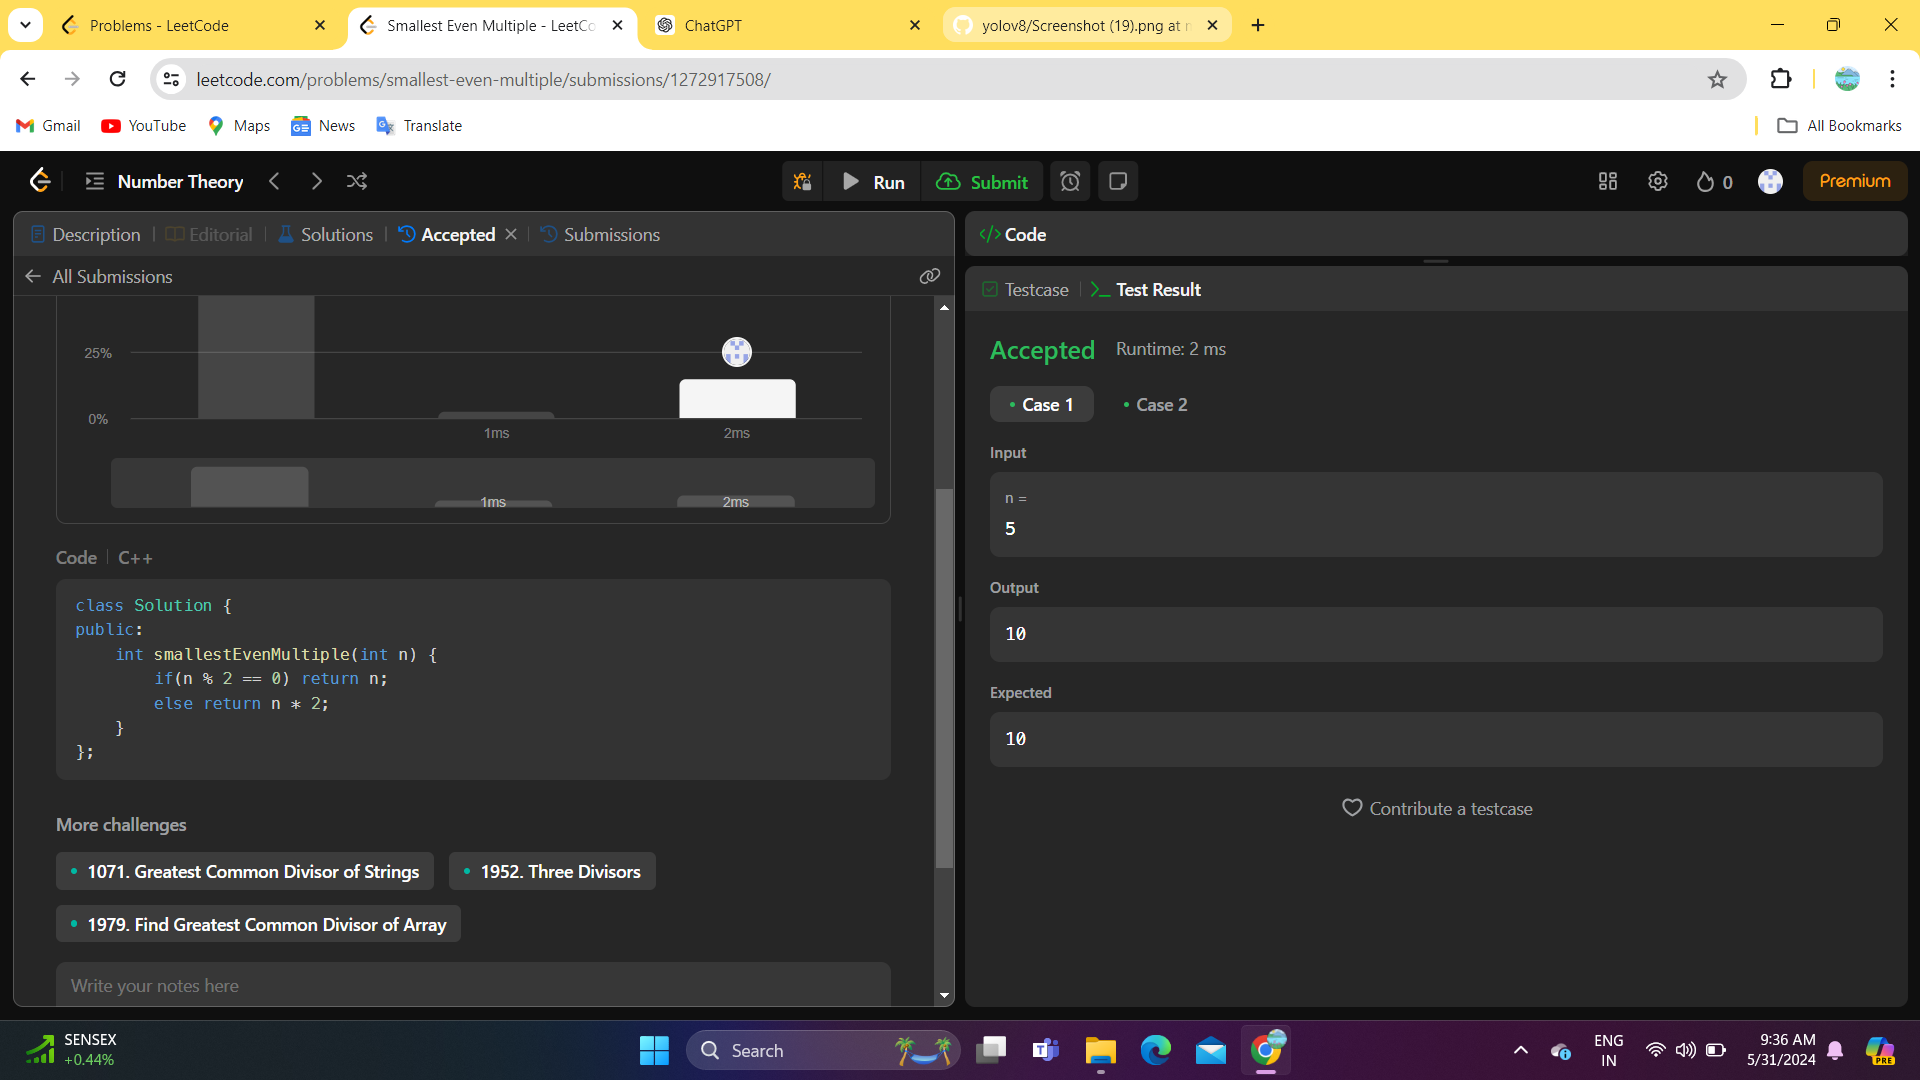 Problems - LeetCode
Smallest Even Multiple - LeetCo
ChatGPT
yolov8/Screenshot (19).png at
leetcode.com/problems/smallest-even-multiple/submissions/1272917508/
Gmail
YouTube
Maps
News
Translate
All Bookmarks
Number Theory
Run
Submit
0
Premium
Description
Editorial
Solutions
Accepted
Submissions
All Submissions
25%
0%
1ms
2ms
1ms
2ms
Code
C++
class Solution {
public:
    int smallestEvenMultiple(int n) {
        if(n % 2 == 0) return n;
        else return n * 2;
    }
};
More challenges
1071. Greatest Common Divisor of Strings
1952. Three Divisors
1979. Find Greatest Common Divisor of Array
Write your notes here
</> Code
Testcase
Test Result
Accepted
Runtime: 2 ms
Case 1
Case 2
Input
n =
5
Output
10
Expected
10
Contribute a testcase
SENSEX
+0.44%
Search
ENG
IN
9:36 AM
5/31/2024
PRE